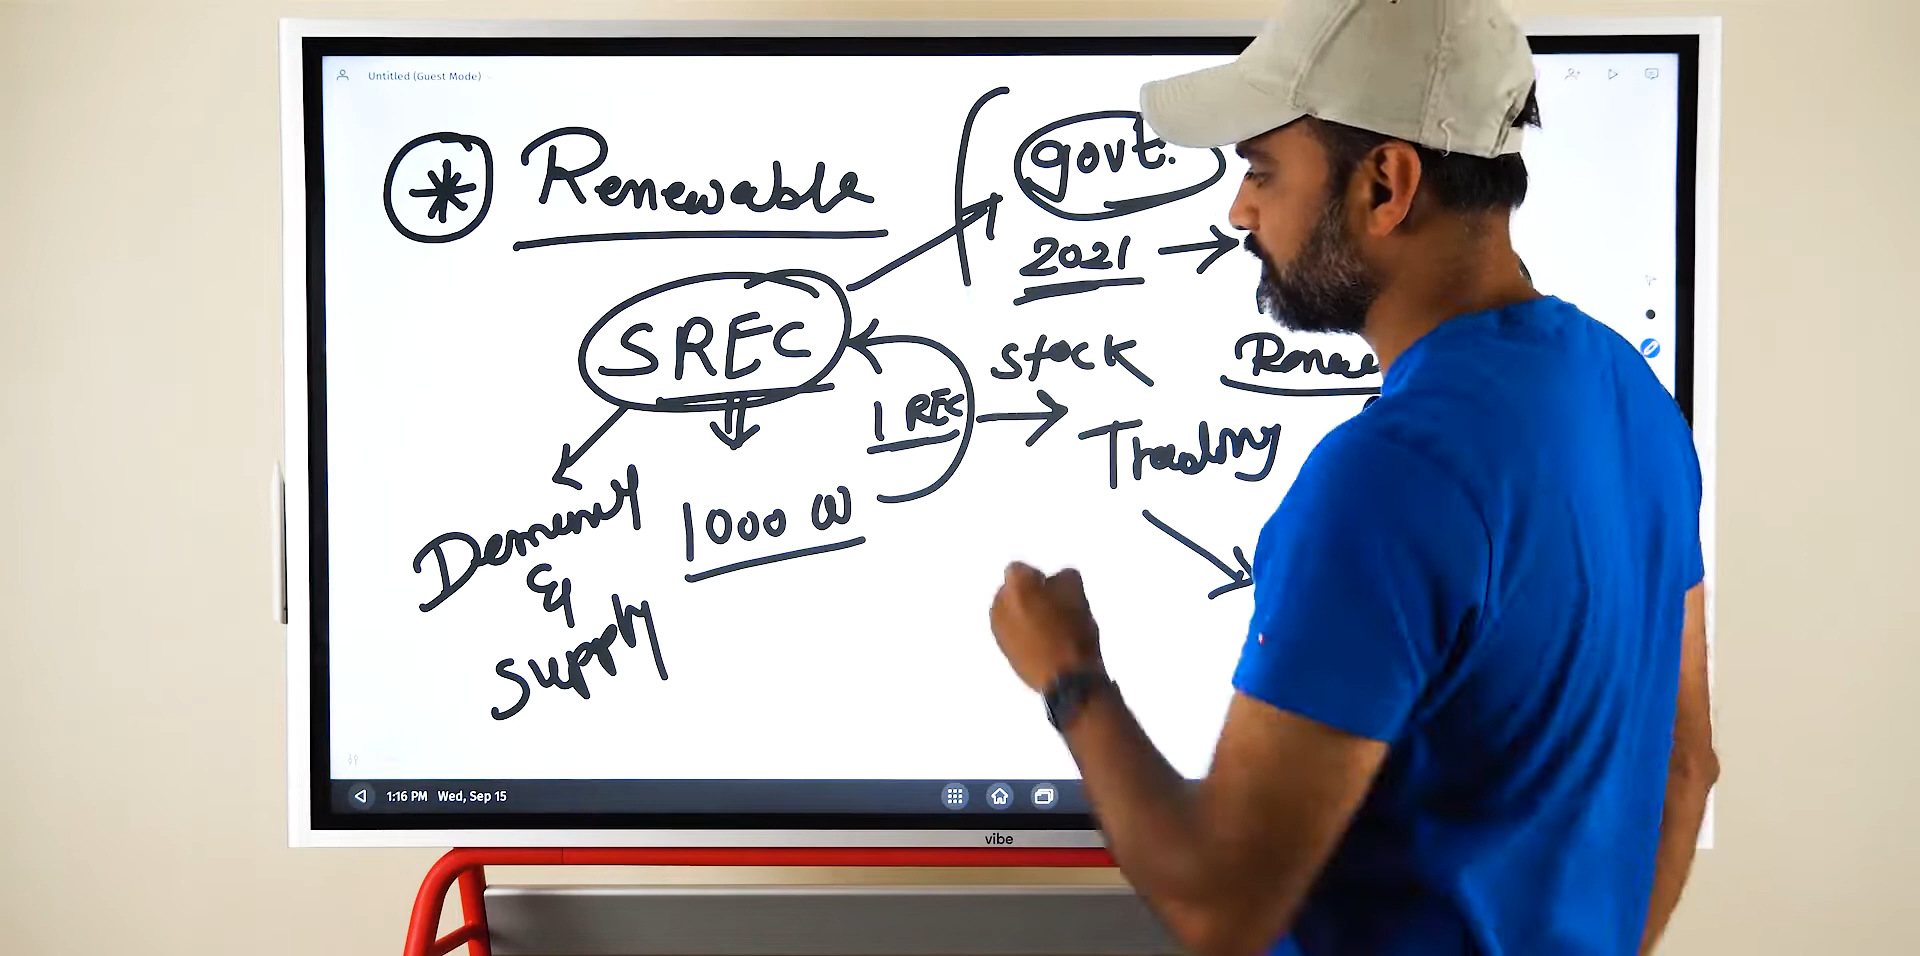 Untitled (Guest Mode)
* Renewable
govt.
2021
SREC
Stock
1 REC
Trading
1000 W
Demand
&
Supply
1:16 PM Wed, Sep 15
vibe